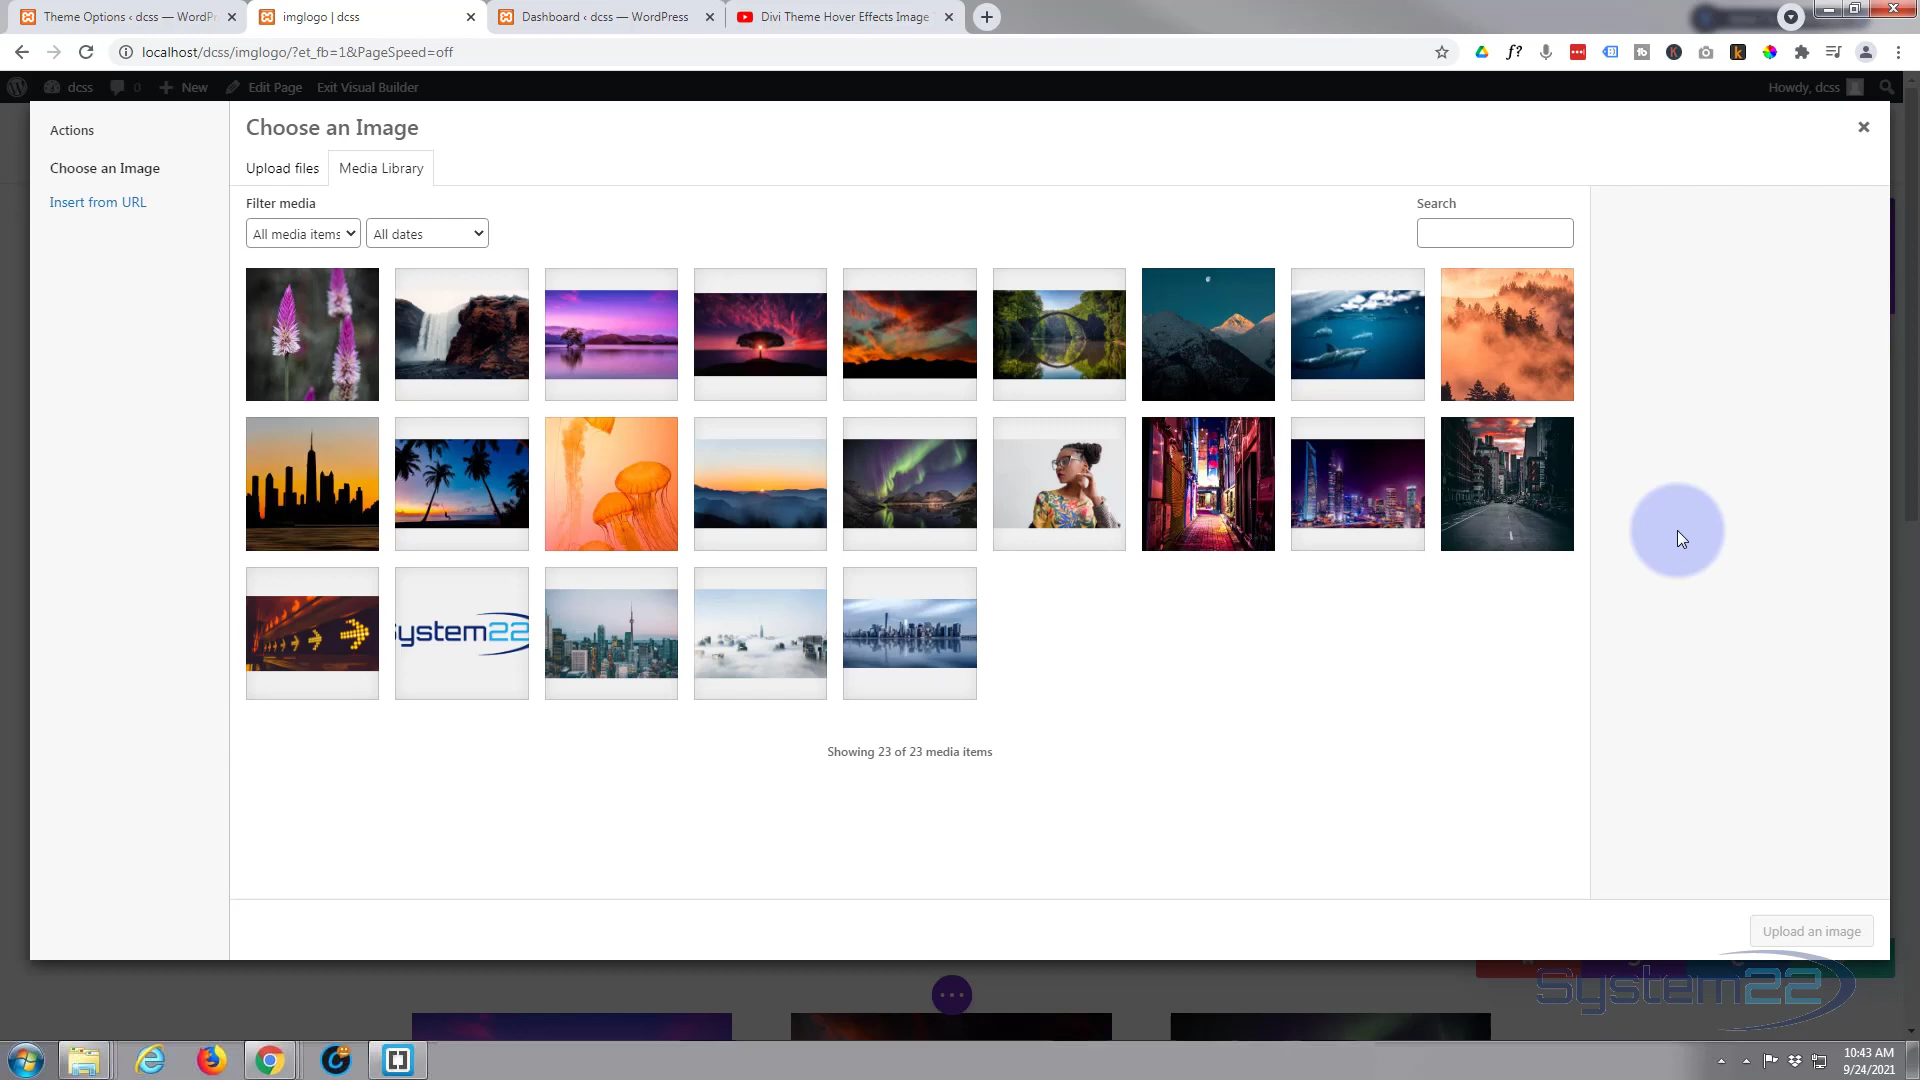 Theme Options ‹ dcss — WordPr
imglogo | dcss
Dashboard ‹ dcss — WordPress
Divi Theme Hover Effects Image
localhost/dcss/imglogo/?et_fb=1&PageSpeed=off
dcss
0
New
Edit Page
Exit Visual Builder
Howdy, dcss
Actions
Choose an Image
Insert from URL
Choose an Image
Upload files
Media Library
Filter media
All media items
All dates
Search
system22
Showing 23 of 23 media items
Upload an image
system22
10:43 AM
9/24/2021